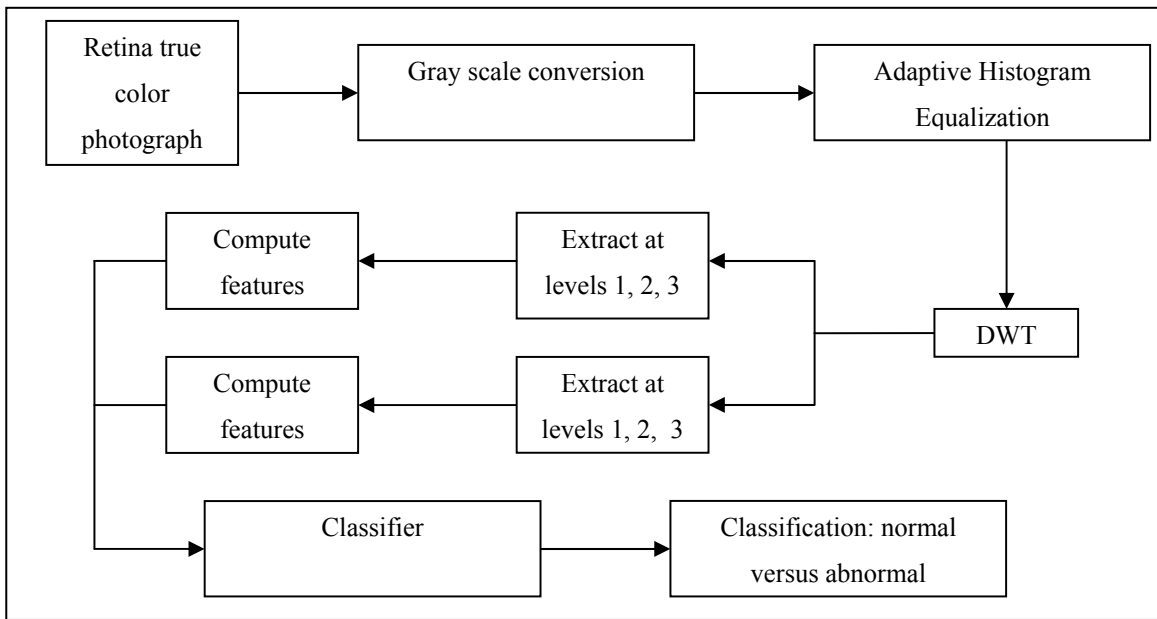 Retina true
color
photograph
Gray scale conversion
Adaptive Histogram
Equalization
Compute
features
Extract at
levels 1, 2, 3
DWT
Compute
features
Extract at
levels 1, 2,  3
Classifier
Classification: normal
versus abnormal